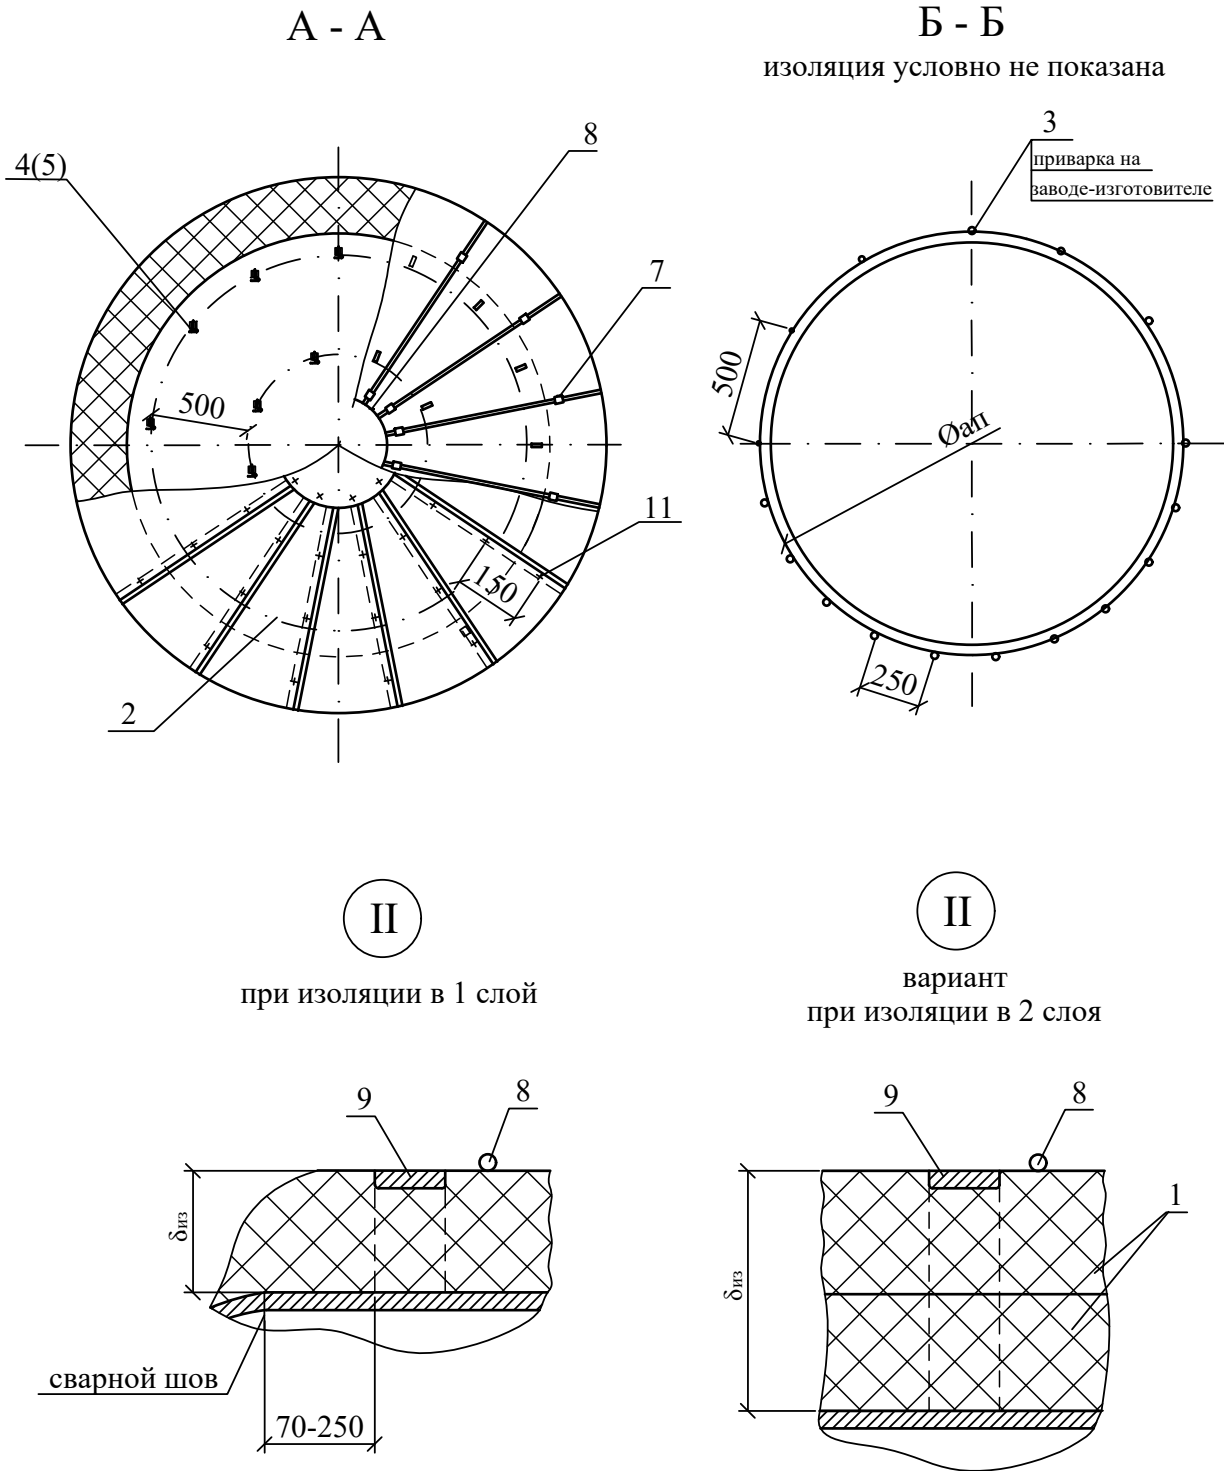 А - А
Б - Б
изоляция условно не показана
3
приварка на
заводе-изготовителе
8
4(5)
7
500
11
150
2
500
Øап
250
II
при изоляции в 1 слой
II
вариант
при изоляции в 2 слоя
9
8
δиз
сварной шов
70-250
9
8
1
δиз